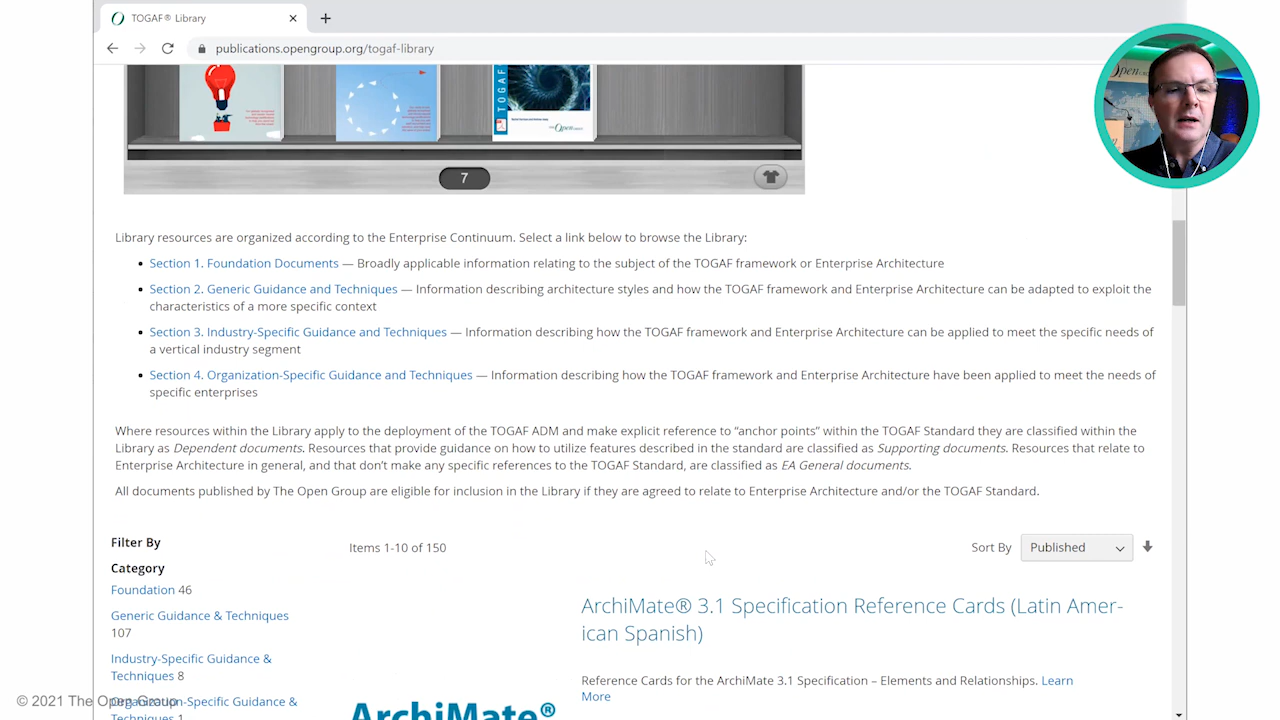 TOGAF® Library
publications.opengroup.org/togaf-library
TOGAF
Open
7
Library resources are organized according to the Enterprise Continuum. Select a link below to browse the Library:
Section 1. Foundation Documents — Broadly applicable information relating to the subject of the TOGAF framework or Enterprise Architecture
Section 2. Generic Guidance and Techniques — Information describing architecture styles and how the TOGAF framework and Enterprise Architecture can be adapted to exploit the
characteristics of a more specific context
Section 3. Industry-Specific Guidance and Techniques — Information describing how the TOGAF framework and Enterprise Architecture can be applied to meet the specific needs of
a vertical industry segment
Section 4. Organization-Specific Guidance and Techniques — Information describing how the TOGAF framework and Enterprise Architecture have been applied to meet the needs of
specific enterprises
Where resources within the Library apply to the deployment of the TOGAF ADM and make explicit reference to “anchor points” within the TOGAF Standard they are classified within the
Library as Dependent documents. Resources that provide guidance on how to utilize features described in the standard are classified as Supporting documents. Resources that relate to
Enterprise Architecture in general, and that don’t make any specific references to the TOGAF Standard, are classified as EA General documents.
All documents published by The Open Group are eligible for inclusion in the Library if they are agreed to relate to Enterprise Architecture and/or the TOGAF Standard.
Filter By
Items 1-10 of 150
Sort By Published
Category
Foundation 46
Generic Guidance & Techniques
107
Industry-Specific Guidance &
Techniques 8
Organization-Specific Guidance &
Techniques 1
ArchiMate® 3.1 Specification Reference Cards (Latin Amer-
ican Spanish)
Reference Cards for the ArchiMate 3.1 Specification – Elements and Relationships. Learn
More
ArchiMate®
© 2021 The Open Group